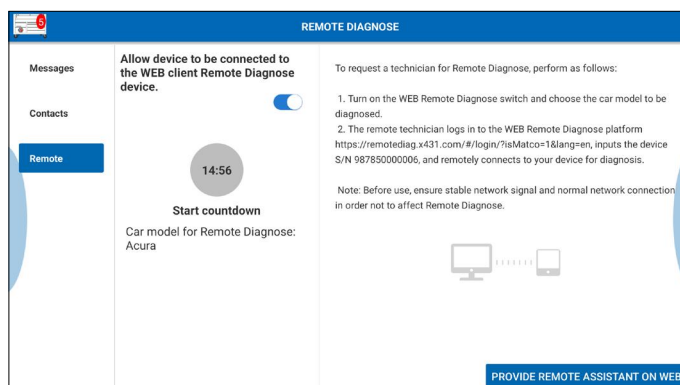 5
REMOTE DIAGNOSE
Messages
Contacts
Remote
Allow device to be connected to
the WEB client Remote Diagnose
device.
14:56
Start countdown
Car model for Remote Diagnose:
Acura
To request a technician for Remote Diagnose, perform as follows:
1. Turn on the WEB Remote Diagnose switch and choose the car model to be
diagnosed.
2. The remote technician logs in to the WEB Remote Diagnose platform
https://remotediag.x431.com/#/login/?isMatco=1&lang=en, inputs the device
S/N 987850000006, and remotely connects to your device for diagnosis.
Note: Before use, ensure stable network signal and normal network connection
in order not to affect Remote Diagnose.
PROVIDE REMOTE ASSISTANT ON WEB